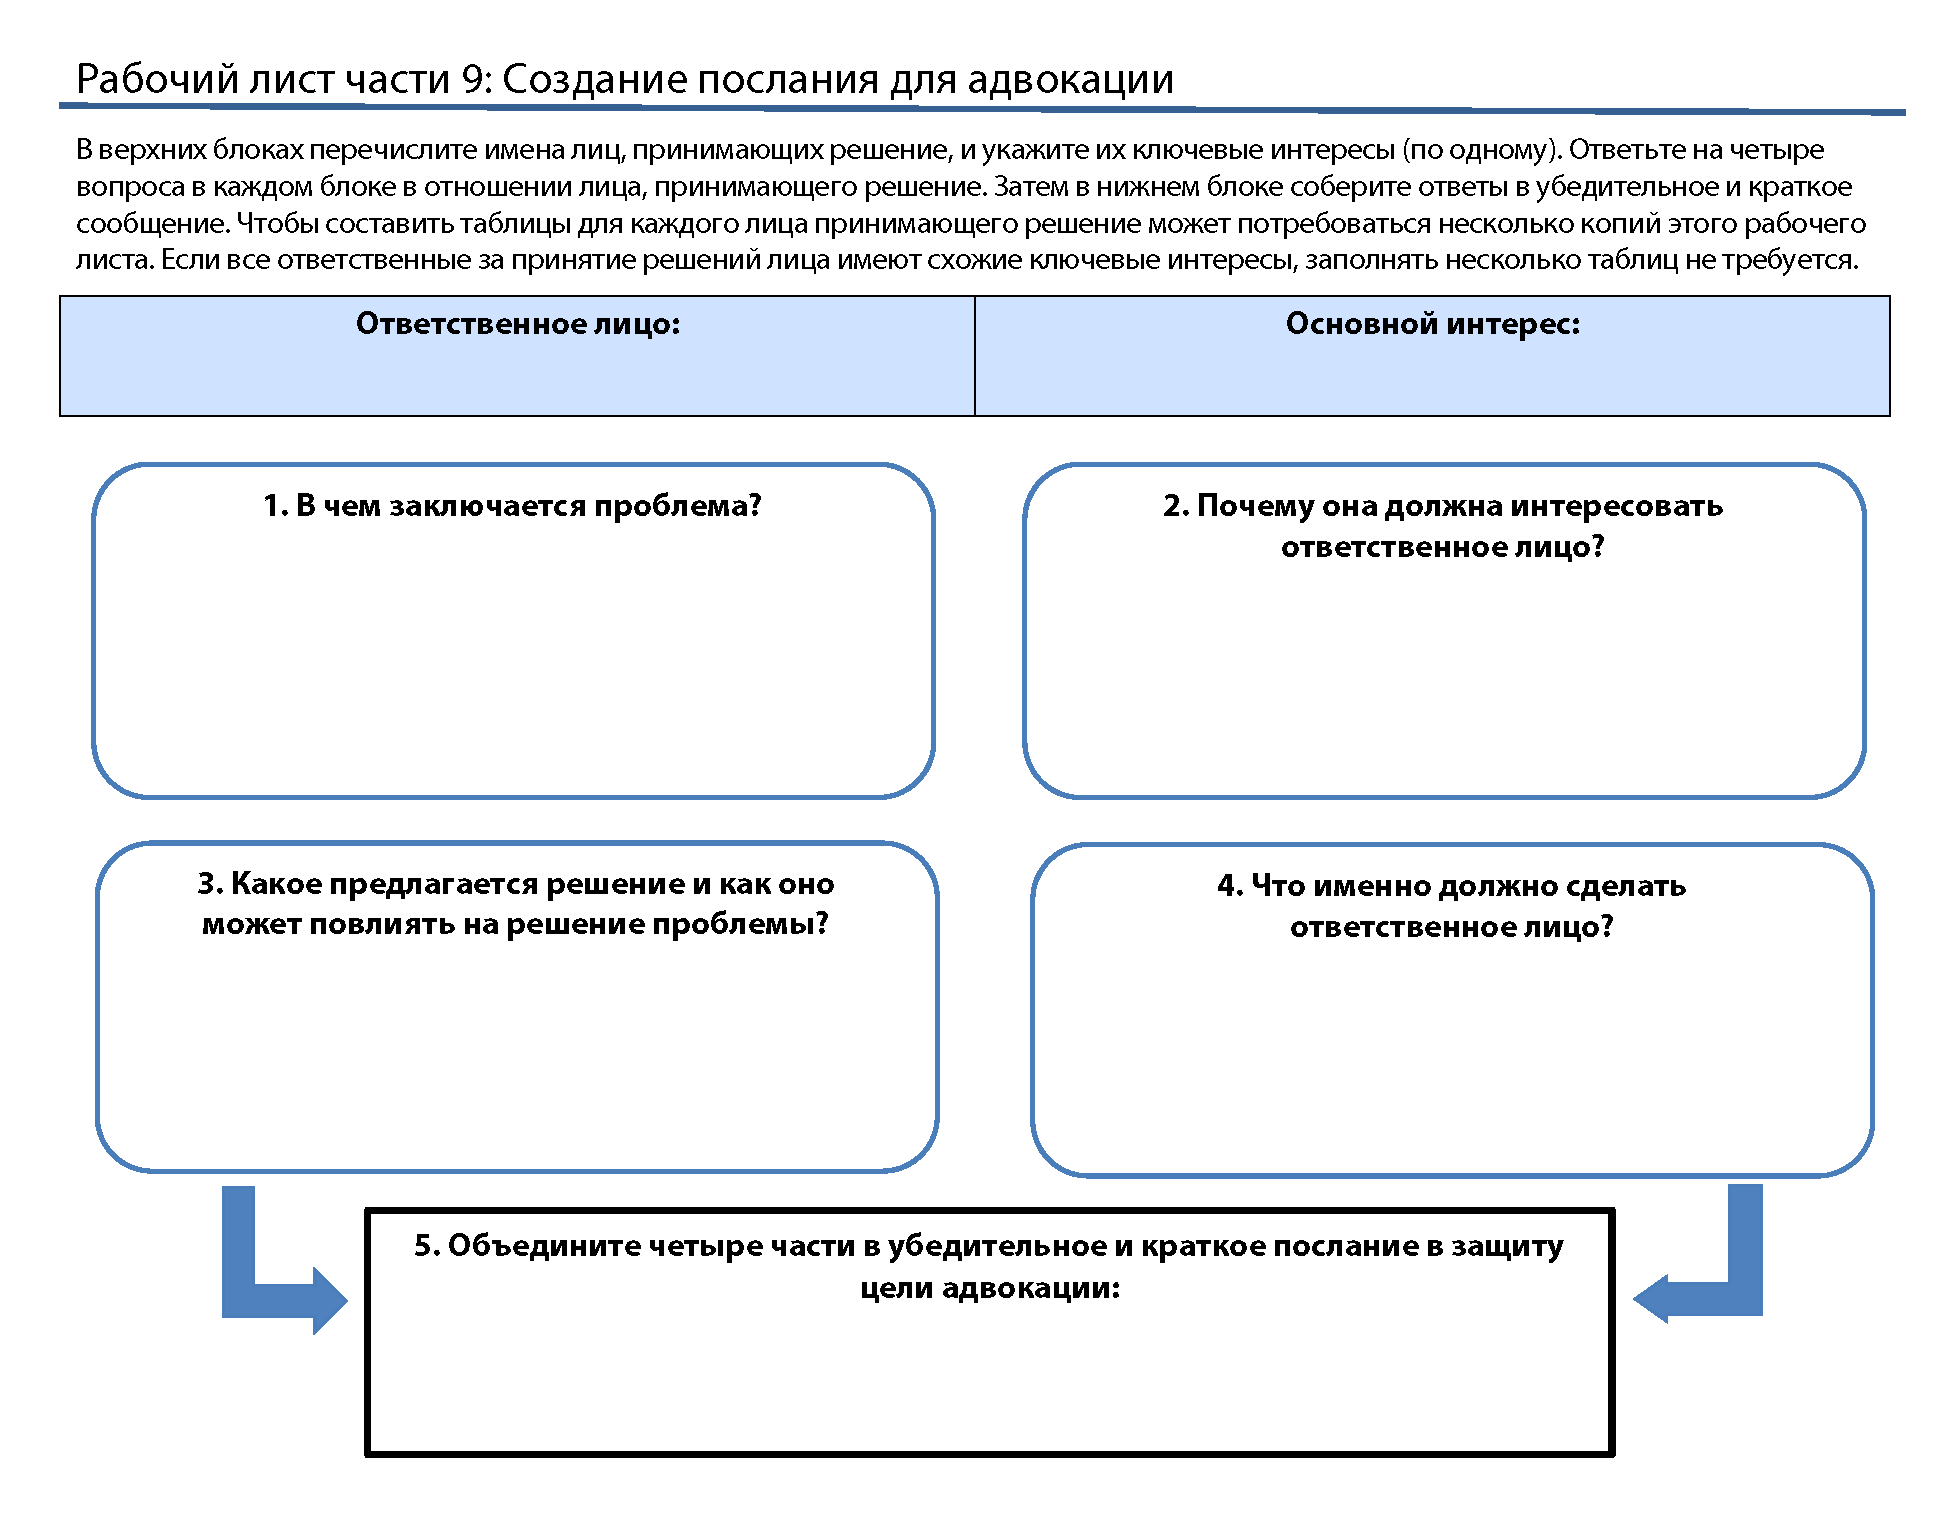 Рабочий лист части 9: Создание послания для адвокации
В верхних блоках перечислите имена лиц, принимающих решение, и укажите их ключевые интересы (по одному). Ответьте на четыре
вопроса в каждом блоке в отношении лица, принимающего решение. Затем в нижнем блоке соберите ответы в убедительное и краткое
сообщение. Чтобы составить таблицы для каждого лица принимающего решение может потребоваться несколько копий этого рабочего
листа. Если все ответственные за принятие решений лица имеют схожие ключевые интересы, заполнять несколько таблиц не требуется.
Ответственное лицо:
Основной интерес:
1. В чем заключается проблема?
2. Почему она должна интересовать
ответственное лицо?
3. Какое предлагается решение и как оно
может повлиять на решение проблемы?
4. Что именно должно сделать
ответственное лицо?
5. Объедините четыре части в убедительное и краткое послание в защиту
цели адвокации: